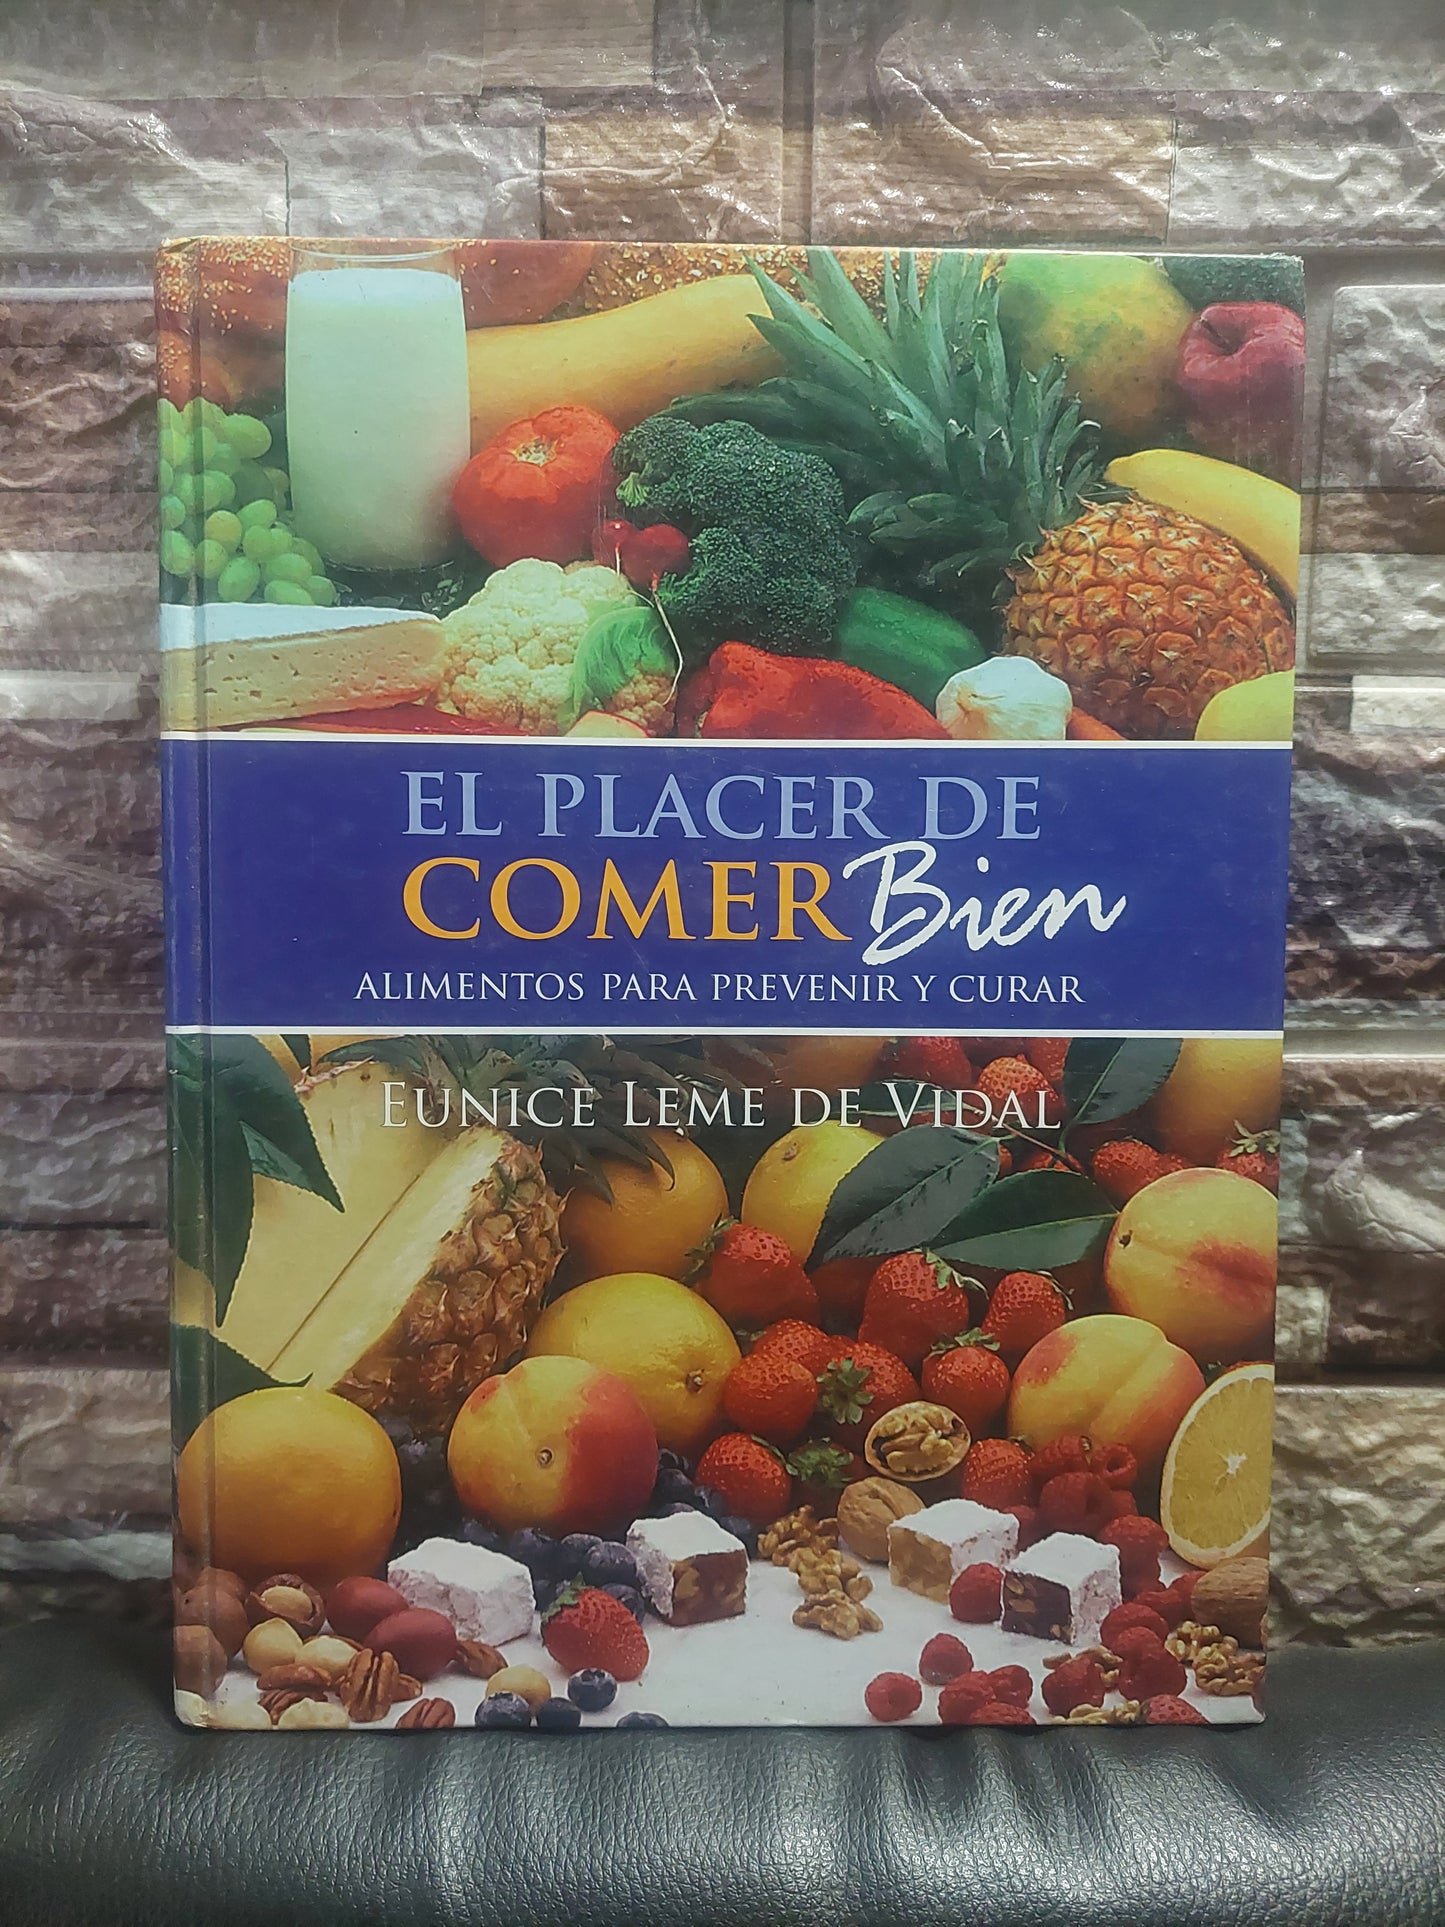 EL PLACER DE
COMER Bien
ALIMENTOS PARA PREVENIR Y CURAR
EUNICE LEME DE VIDAL